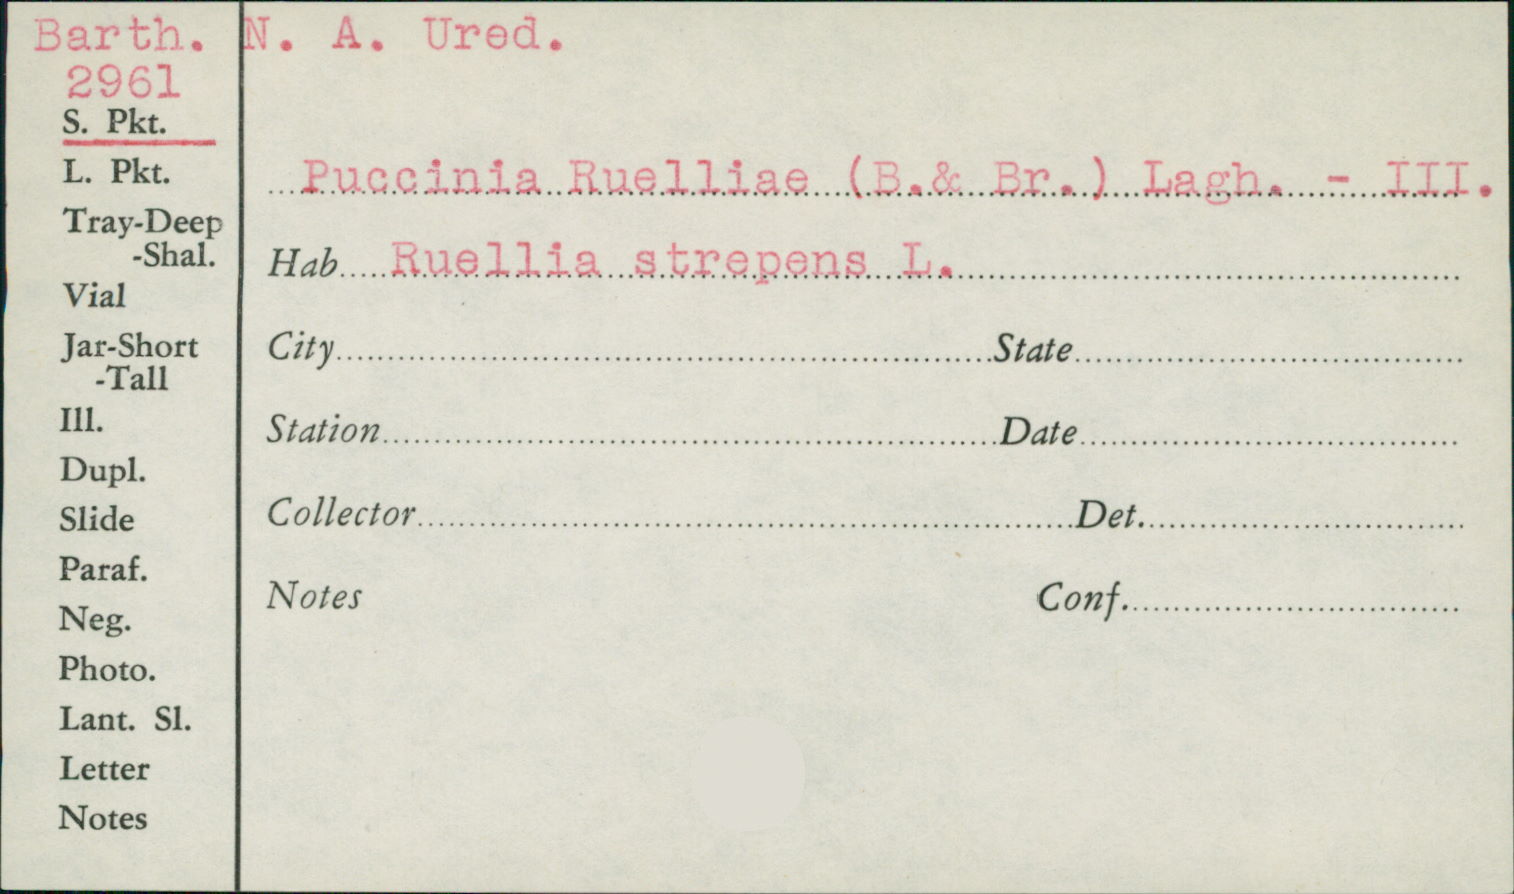 Barth. N. A. Ured.
2961
S. Pkt.
L. Pkt.
Tray-Deep
-Shal.
Vial
Jar-Short
-Tall
Ill.
Dupl.
Slide
Paraf.
Neg.
Photo.
Lant. Sl.
Letter
Notes
Puccinia Ruelliae (B.& Br.) Lagh. - III.
Hab Ruellia strepens L.
City State
Station Date
Collector Det.
Notes Conf.